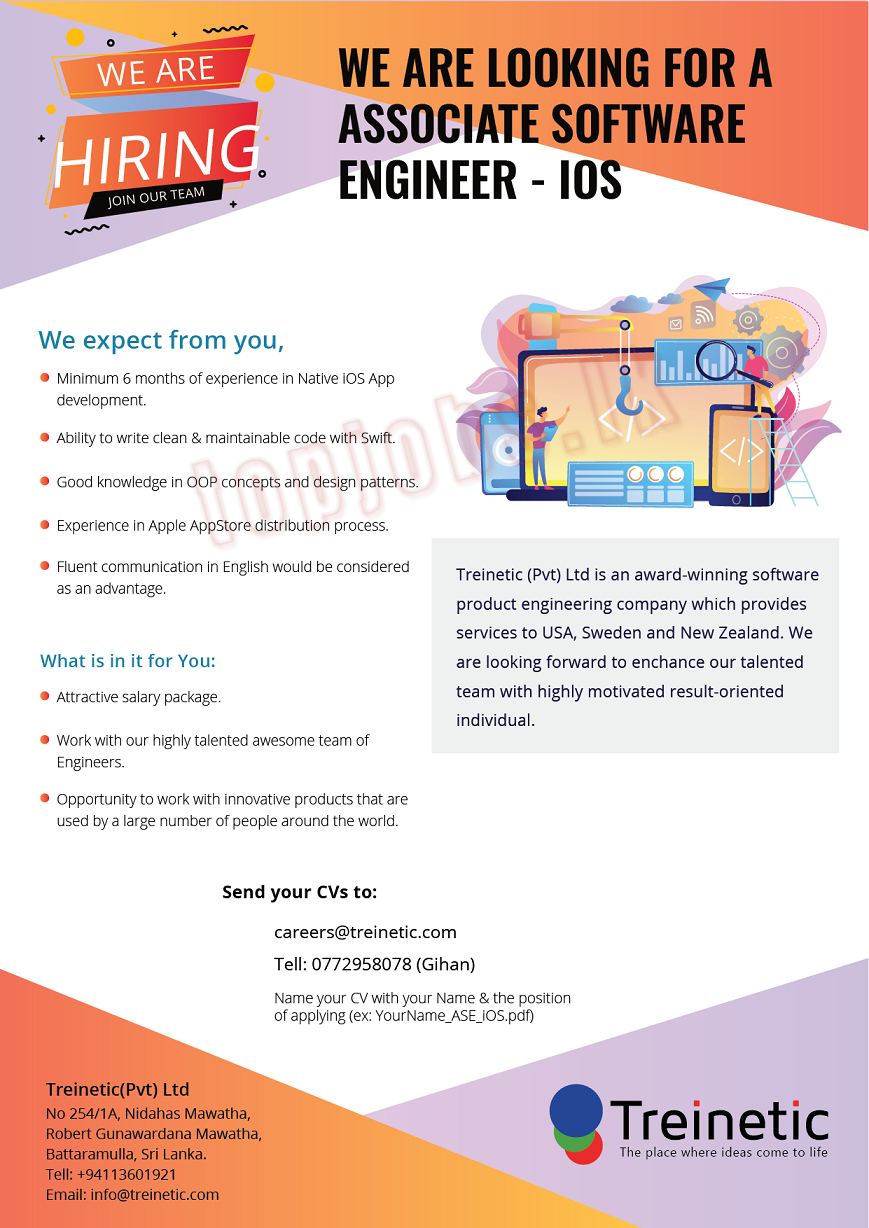 WE ARE
HIRING
JOIN OUR TEAM
WE ARE LOOKING FOR A
ASSOCIATE SOFTWARE
ENGINEER - IOS
We expect from you,
Minimum 6 months of experience in Native iOS App
development.
Ability to write clean & maintainable code with Swift.
Good knowledge in OOP concepts and design patterns.
Experience in Apple AppStore distribution process.
Fluent communication in English would be considered
as an advantage.
What is in it for You:
Attractive salary package.
Work with our highly talented awesome team of
Engineers.
Opportunity to work with innovative products that are
used by a large number of people around the world.
</>
</>
topjobs.lk
Treinetic (Pvt) Ltd is an award-winning software
product engineering company which provides
services to USA, Sweden and New Zealand. We
are looking forward to enchance our talented
team with highly motivated result-oriented
individual.
Send your CVs to:
careers@treinetic.com
Tell: 0772958078 (Gihan)
Name your CV with your Name & the position
of applying (ex: YourName_ASE_iOS.pdf)
Treinetic(Pvt) Ltd
No 254/1A, Nidahas Mawatha,
Robert Gunawardana Mawatha,
Battaramulla, Sri Lanka.
Tell: +94113601921
Email: info@treinetic.com
Treinetic
The place where ideas come to life